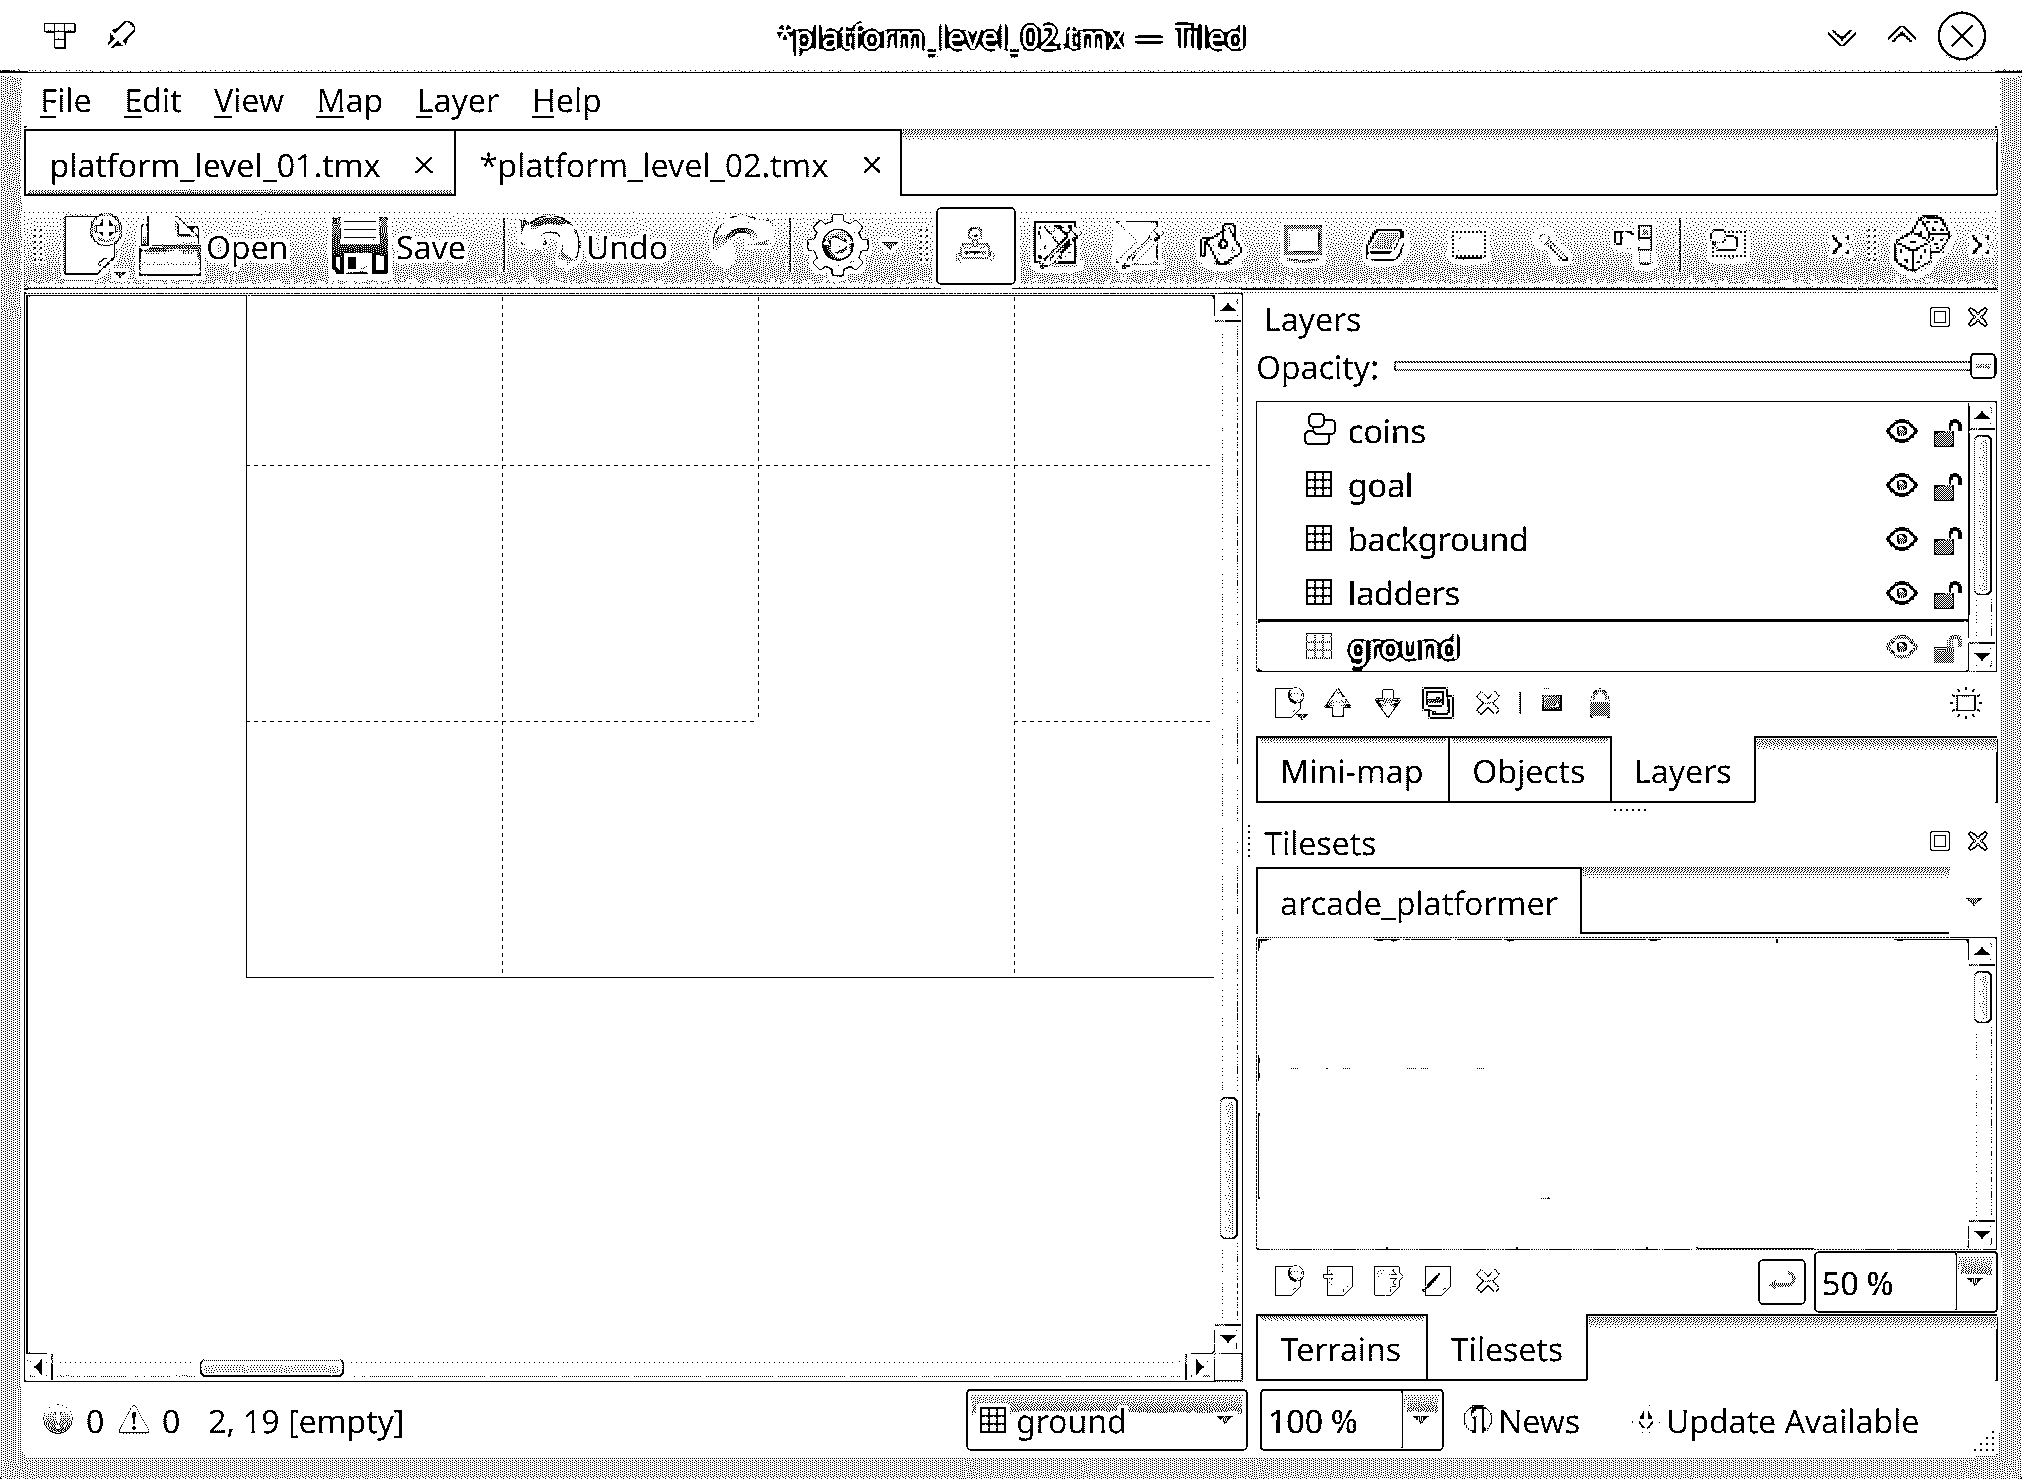 *platform_level_02.tmx — Tiled
File Edit View Map Layer Help
platform_level_01.tmx *platform_level_02.tmx
Open Save Undo
Layers
Opacity:
coins
goal
background
ladders
ground
Mini-map Objects Layers
Tilesets
arcade_platformer
50 %
Terrains Tilesets
0 0 2, 19 [empty] ground 100 % News Update Available